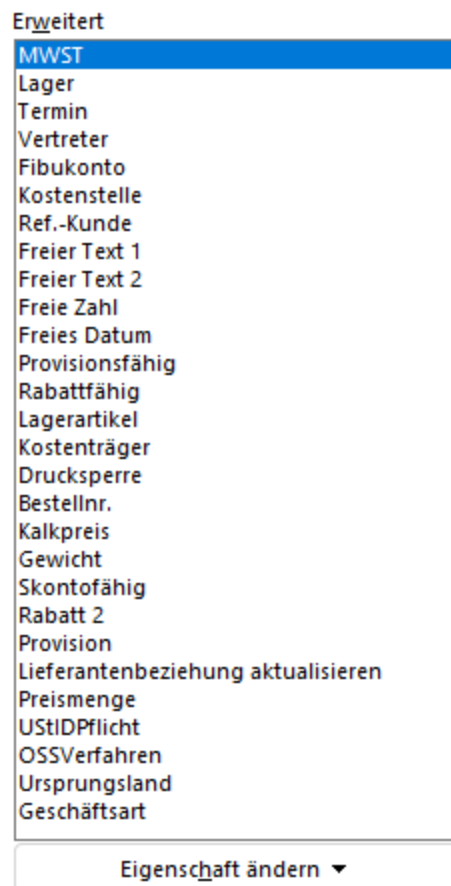 Erweitert
MWST
Lager
Termin
Vertreter
Fibukonto
Kostenstelle
Ref.-Kunde
Freier Text 1
Freier Text 2
Freie Zahl
Freies Datum
Provisionsfähig
Rabattfähig
Lagerartikel
Kostenträger
Drucksperre
Bestellnr.
Kalkpreis
Gewicht
Skontofähig
Rabatt 2
Provision
Lieferantenbeziehung aktualisieren
Preismenge
UStIDPflicht
OSSVerfahren
Ursprungsland
Geschäftsart
Eigenschaft ändern